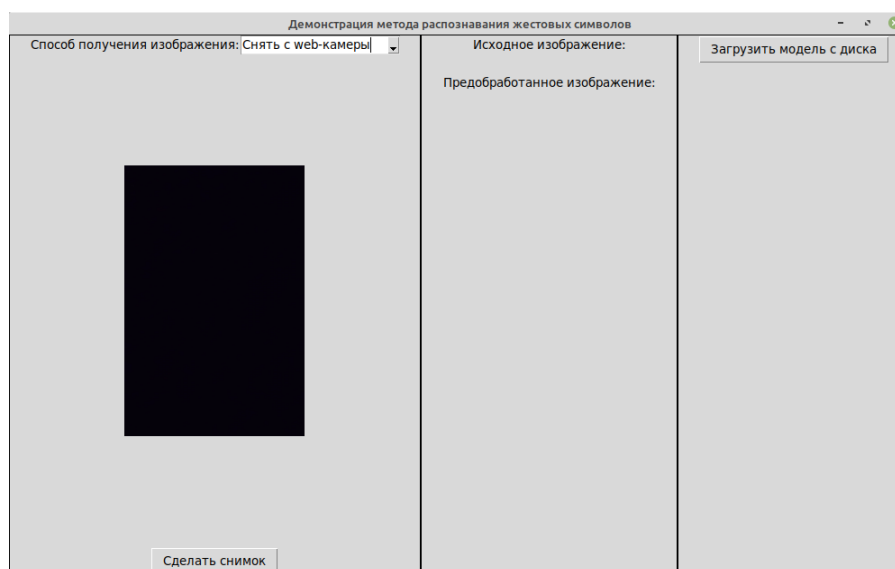 Демонстрация метода распознавания жестовых символов
Способ получения изображения: Снять с web-камеры
Сделать снимок
Исходное изображение:
Предобработанное изображение:
Загрузить модель с диска